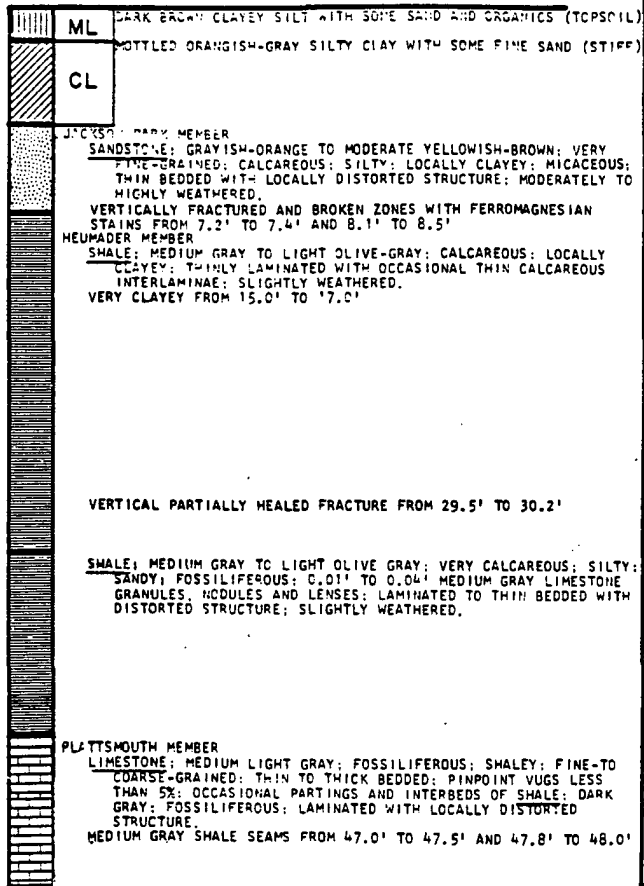 ML
DARK BROWN CLAYEY SILT WITH SOME SAND AND ORGANICS (TOPSOIL)
MOTTLED ORANGISH-GRAY SILTY CLAY WITH SOME FINE SAND (STIFF)
CL
JACKSON PARK MEMBER
SANDSTONE; GRAYISH-ORANGE TO MODERATE YELLOWISH-BROWN; VERY
FINE-GRAINED; CALCAREOUS; SILTY; LOCALLY CLAYEY; MICACEOUS;
THIN BEDDED WITH LOCALLY DISTORTED STRUCTURE; MODERATELY TO
HIGHLY WEATHERED.
VERTICALLY FRACTURED AND BROKEN ZONES WITH FERROMAGNESIAN
STAINS FROM 7.2' TO 7.4' AND 8.1' TO 8.5'
HEUMADER MEMBER
SHALE; MEDIUM GRAY TO LIGHT OLIVE-GRAY; CALCAREOUS; LOCALLY
CLAYEY; THINLY LAMINATED WITH OCCASIONAL THIN CALCAREOUS
INTERLAMINAE; SLIGHTLY WEATHERED.
VERY CLAYEY FROM 15.0' TO 17.0'
VERTICAL PARTIALLY HEALED FRACTURE FROM 29.5' TO 30.2'
SHALE; MEDIUM GRAY TO LIGHT OLIVE GRAY; VERY CALCAREOUS; SILTY;
SANDY; FOSSILIFEROUS; 0.01' TO 0.04' MEDIUM GRAY LIMESTONE
GRANULES, NODULES AND LENSES; LAMINATED TO THIN BEDDED WITH
DISTORTED STRUCTURE; SLIGHTLY WEATHERED.
PLATTSMOUTH MEMBER
LIMESTONE; MEDIUM LIGHT GRAY; FOSSILIFEROUS; SHALEY; FINE-TO
COARSE-GRAINED; THIN TO THICK BEDDED; PINPOINT VUGS LESS
THAN 5%; OCCASIONAL PARTINGS AND INTERBEDS OF SHALE; DARK
GRAY; FOSSILIFEROUS; LAMINATED WITH LOCALLY DISTORTED
STRUCTURE.
MEDIUM GRAY SHALE SEAMS FROM 47.0' TO 47.5' AND 47.8' TO 48.0'